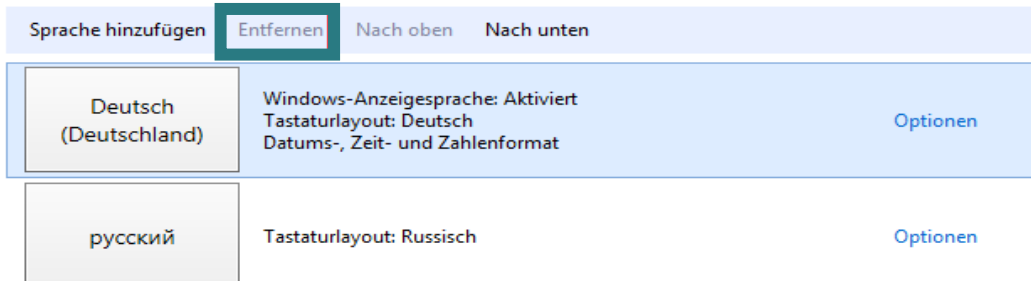 Sprache hinzufügen Entfernen Nach oben Nach unten
Deutsch
(Deutschland)
Windows-Anzeigesprache: Aktiviert
Tastaturlayout: Deutsch
Datums-, Zeit- und Zahlenformat
Optionen
русский
Tastaturlayout: Russisch
Optionen